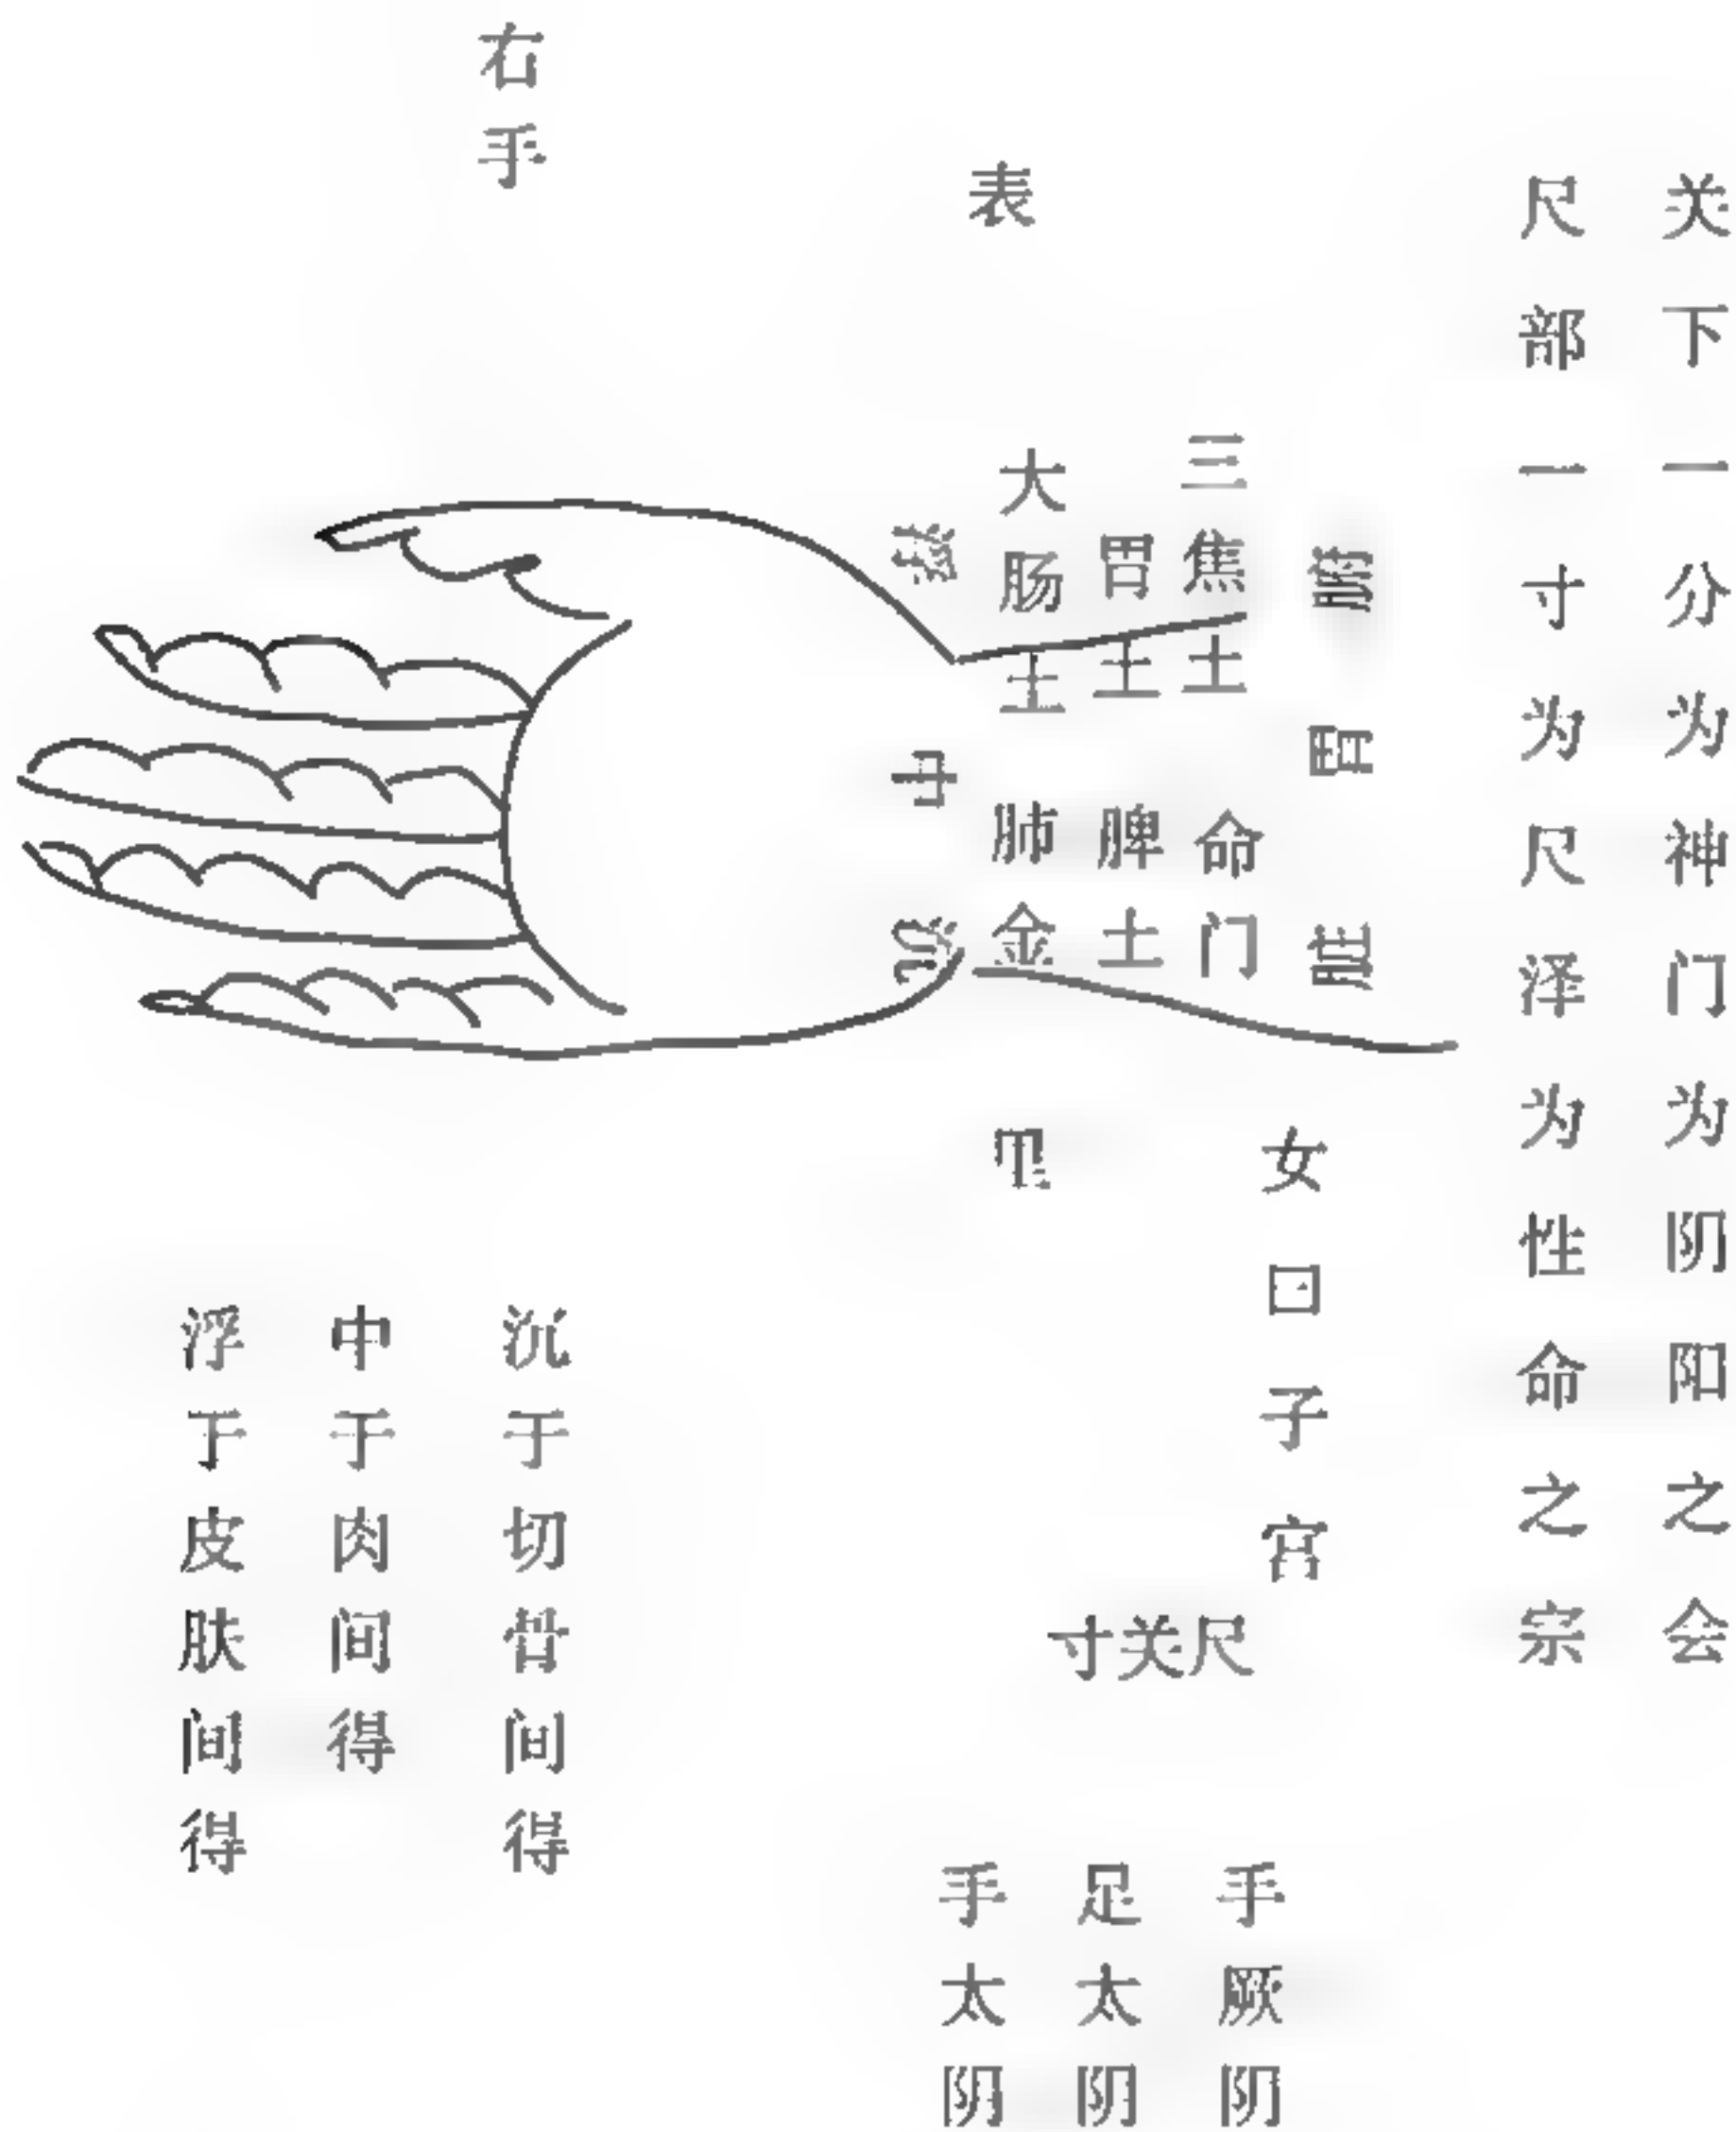 右手
表
关下一分为神门为阴阳之会
尺部一寸为尺泽为性命之宗
三焦土
胃土
大肠土
命门
脾土
肺金
中
女曰子宫
寸关尺
沉于切骨间得
中于肉间得
浮于皮肤间得
手厥阴
足太阴
手太阴